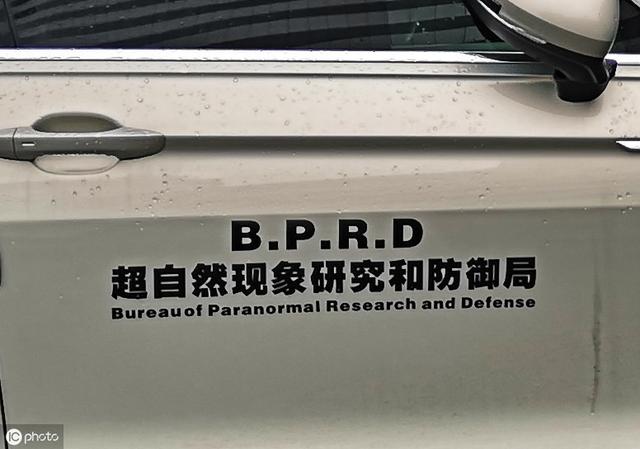 B.P.R.D
超自然现象研究和防御局
Bureauof Paranormal Research and Defense
iC photo